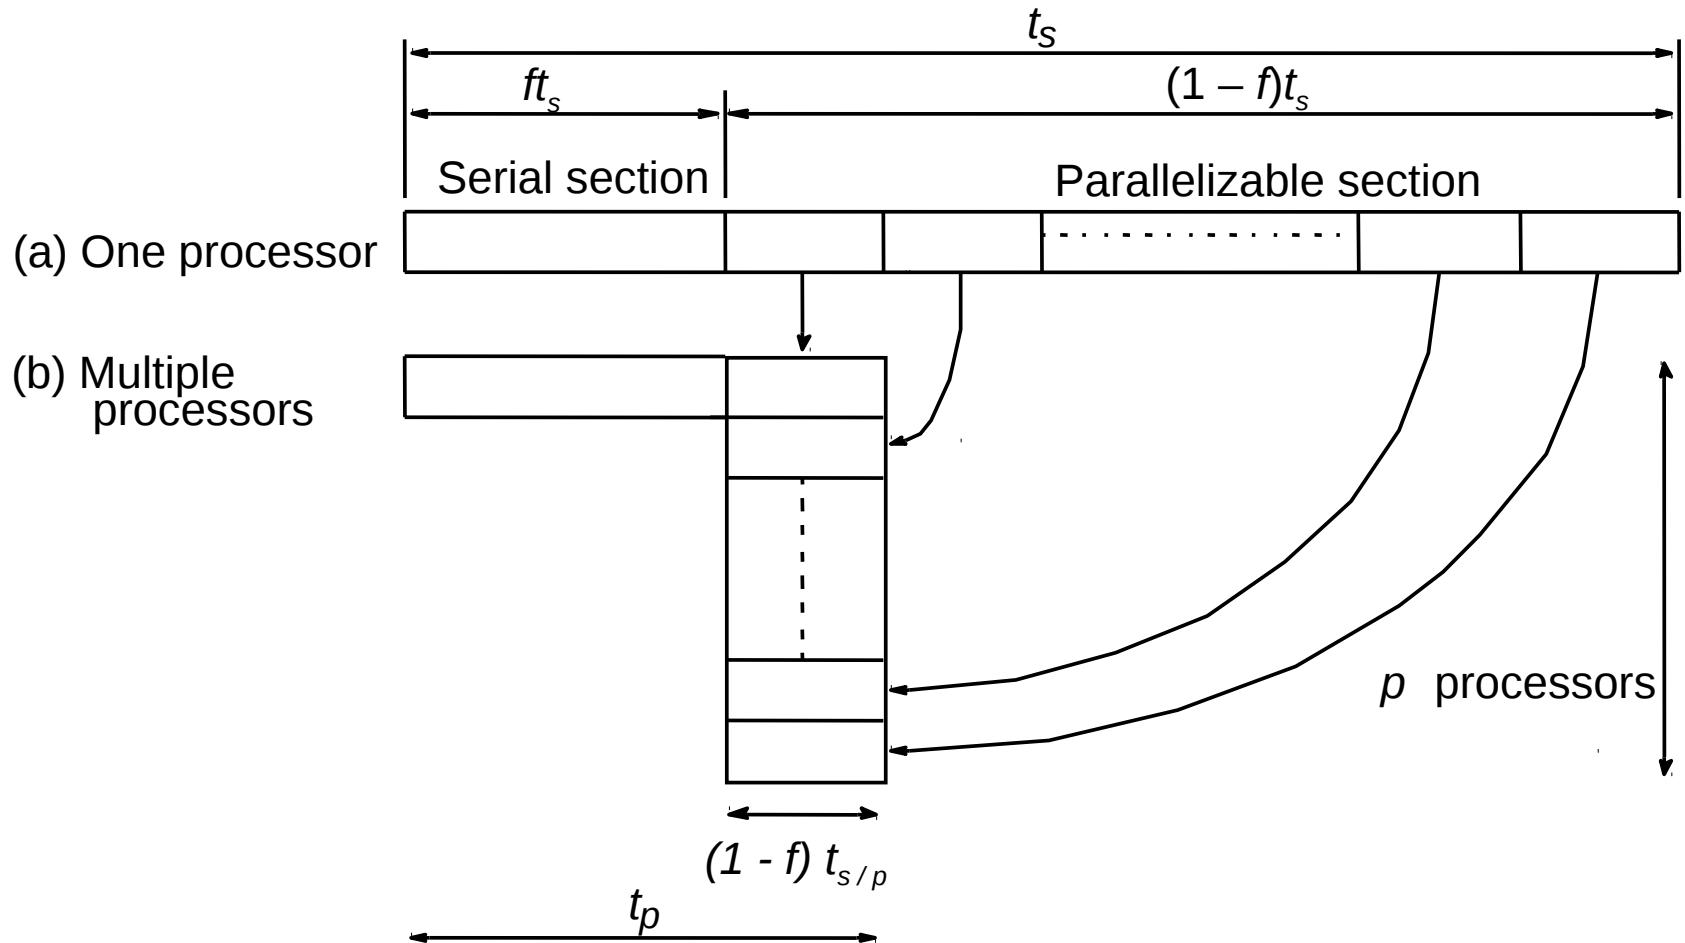 t_s
ft_s
(1 – f)t_s
Serial section
Parallelizable section
(a) One processor
(b) Multiple
processors
p processors
(1 - f) t_s / p
t_p